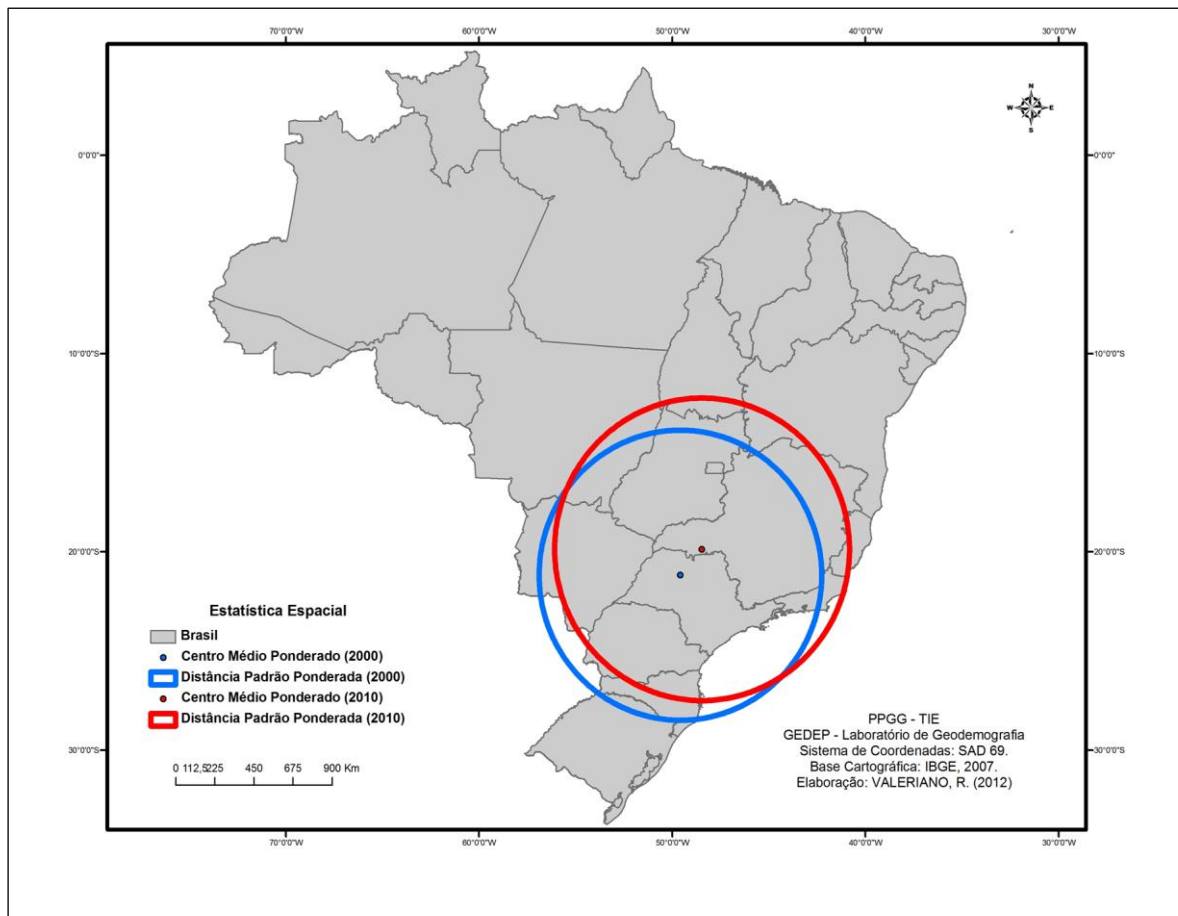 70°0'0"W 60°0'0"W 50°0'0"W 40°0'0"W 30°0'0"W
N
W E
S
0°0'0" 0°0'0"
10°0'0"S 10°0'0"S
20°0'0"S 20°0'0"S
Estatística Espacial
Brasil
Centro Médio Ponderado (2000)
Distância Padrão Ponderada (2000)
Centro Médio Ponderado (2010)
Distância Padrão Ponderada (2010)
PPGG - TIE
GEDEP - Laboratório de Geodemografia
Sistema de Coordenadas: SAD 69.
Base Cartográfica: IBGE, 2007.
Elaboração: VALERIANO, R. (2012)
30°0'0"S 30°0'0"S
0 112,5225 450 675 900 Km
70°0'0"W 60°0'0"W 50°0'0"W 40°0'0"W 30°0'0"W